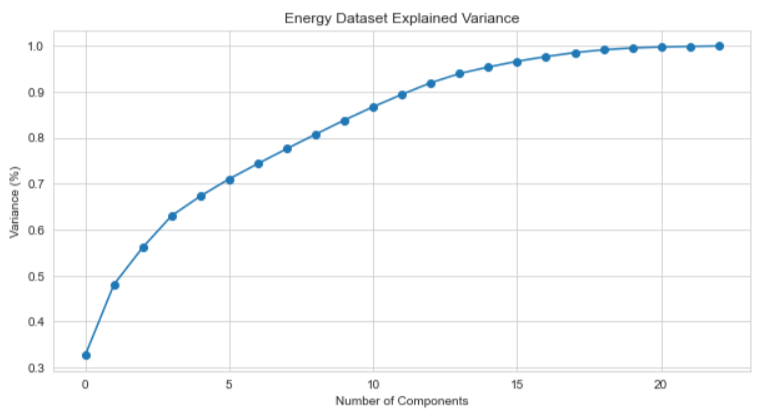 Energy Dataset Explained Variance
1.0
0.9
0.8
0.7
0.6
0.5
0.4
0.3
Variance (%)
0 5 10 15 20
Number of Components